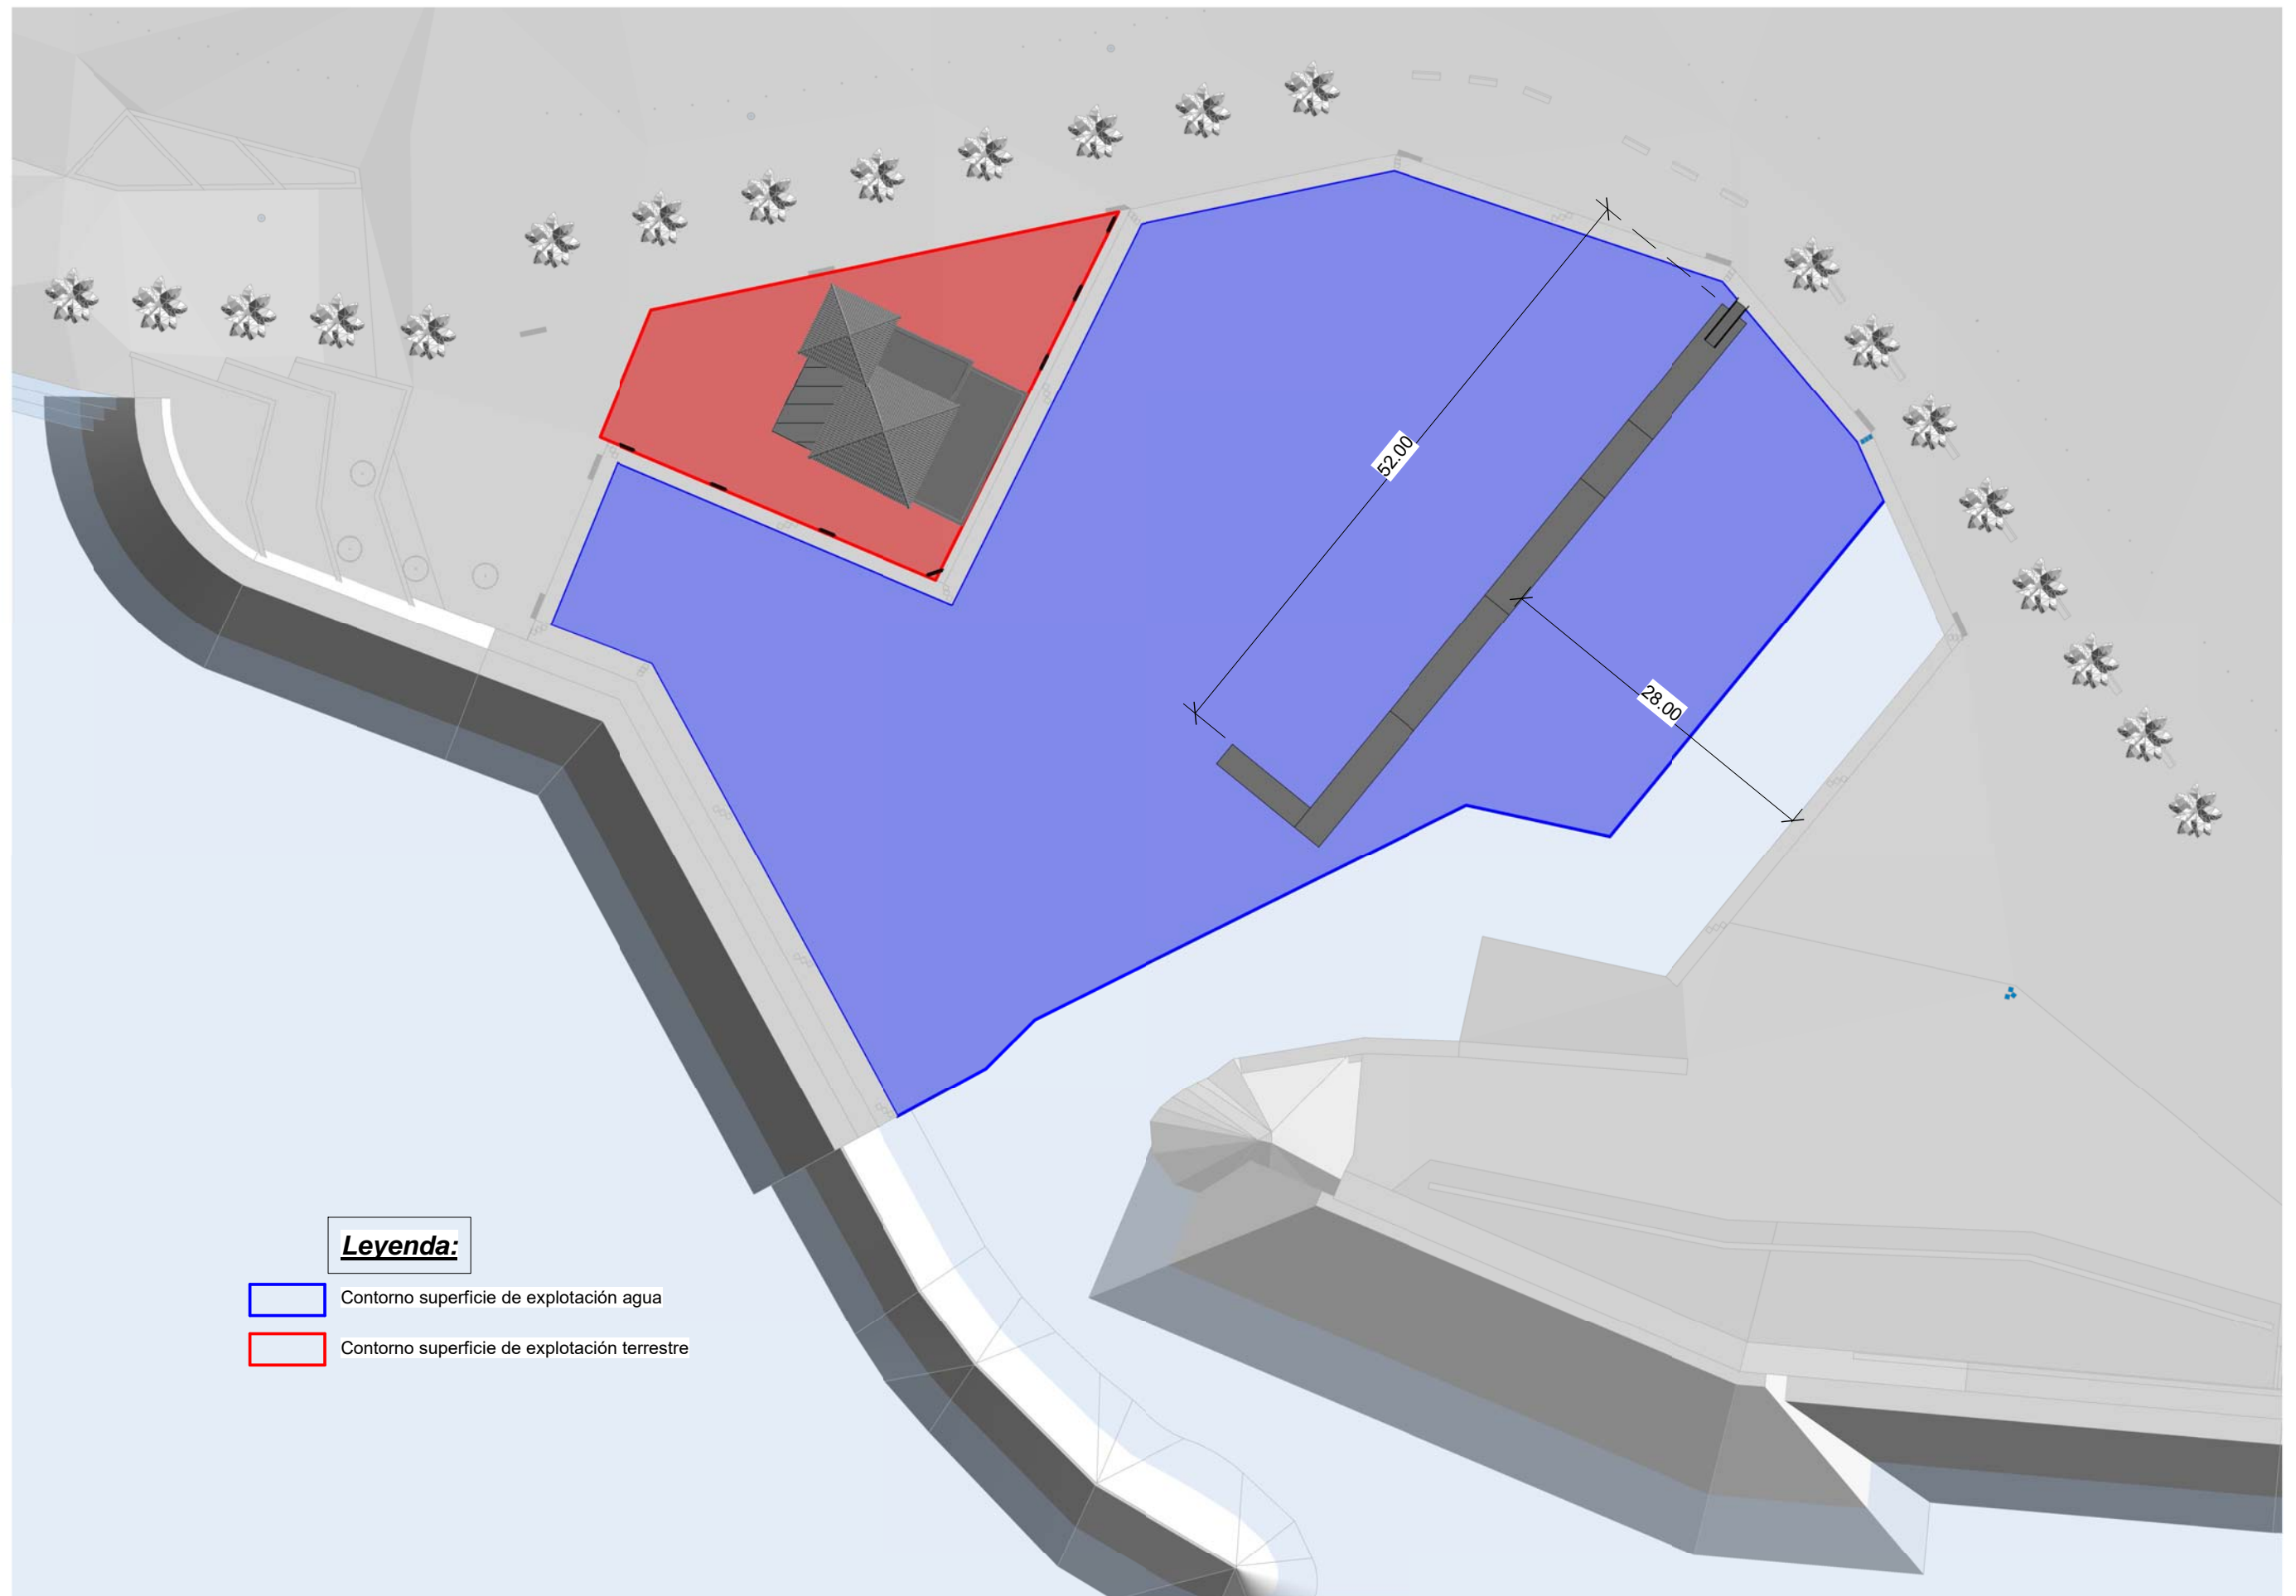 52.00
28.00
Leyenda:
Contorno superficie de explotación agua
Contorno superficie de explotación terrestre